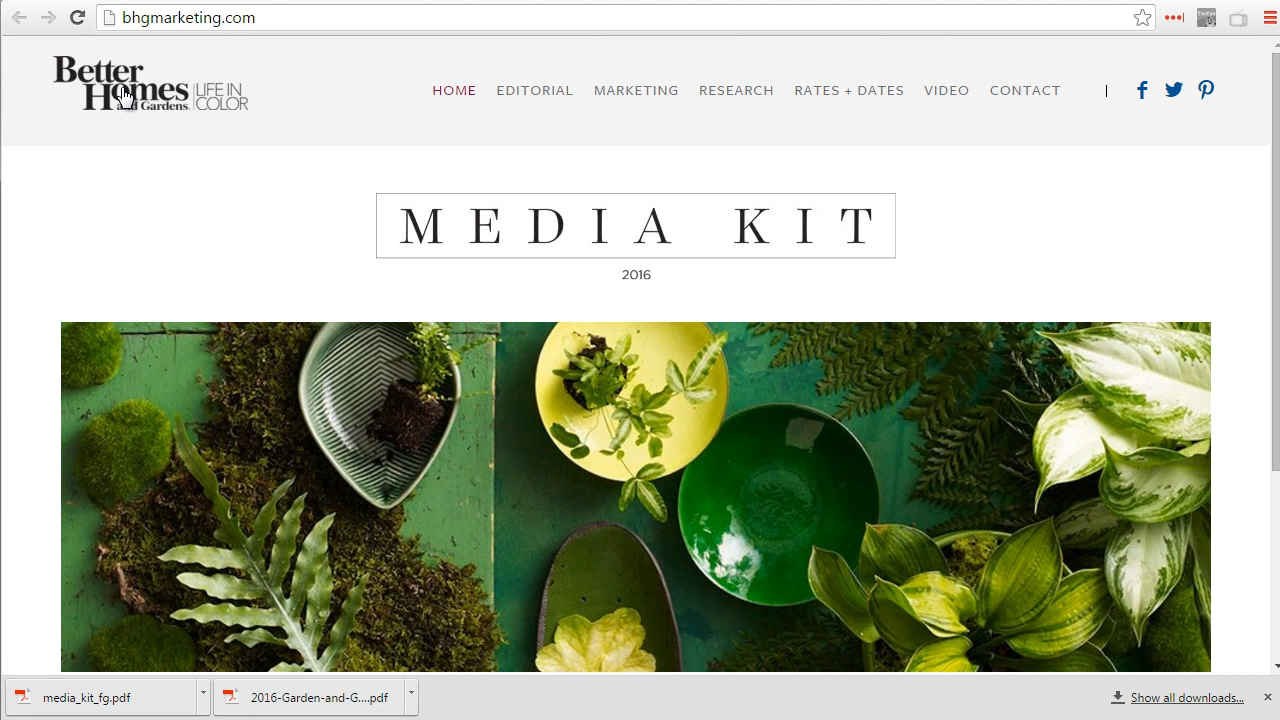 bhgmarketing.com
Better
Homes
and Gardens.
LIFE IN
COLOR
HOME EDITORIAL MARKETING RESEARCH RATES + DATES VIDEO CONTACT
MEDIA KIT
2016
media_kit_fg.pdf
2016-Garden-and-G....pdf
Show all downloads...